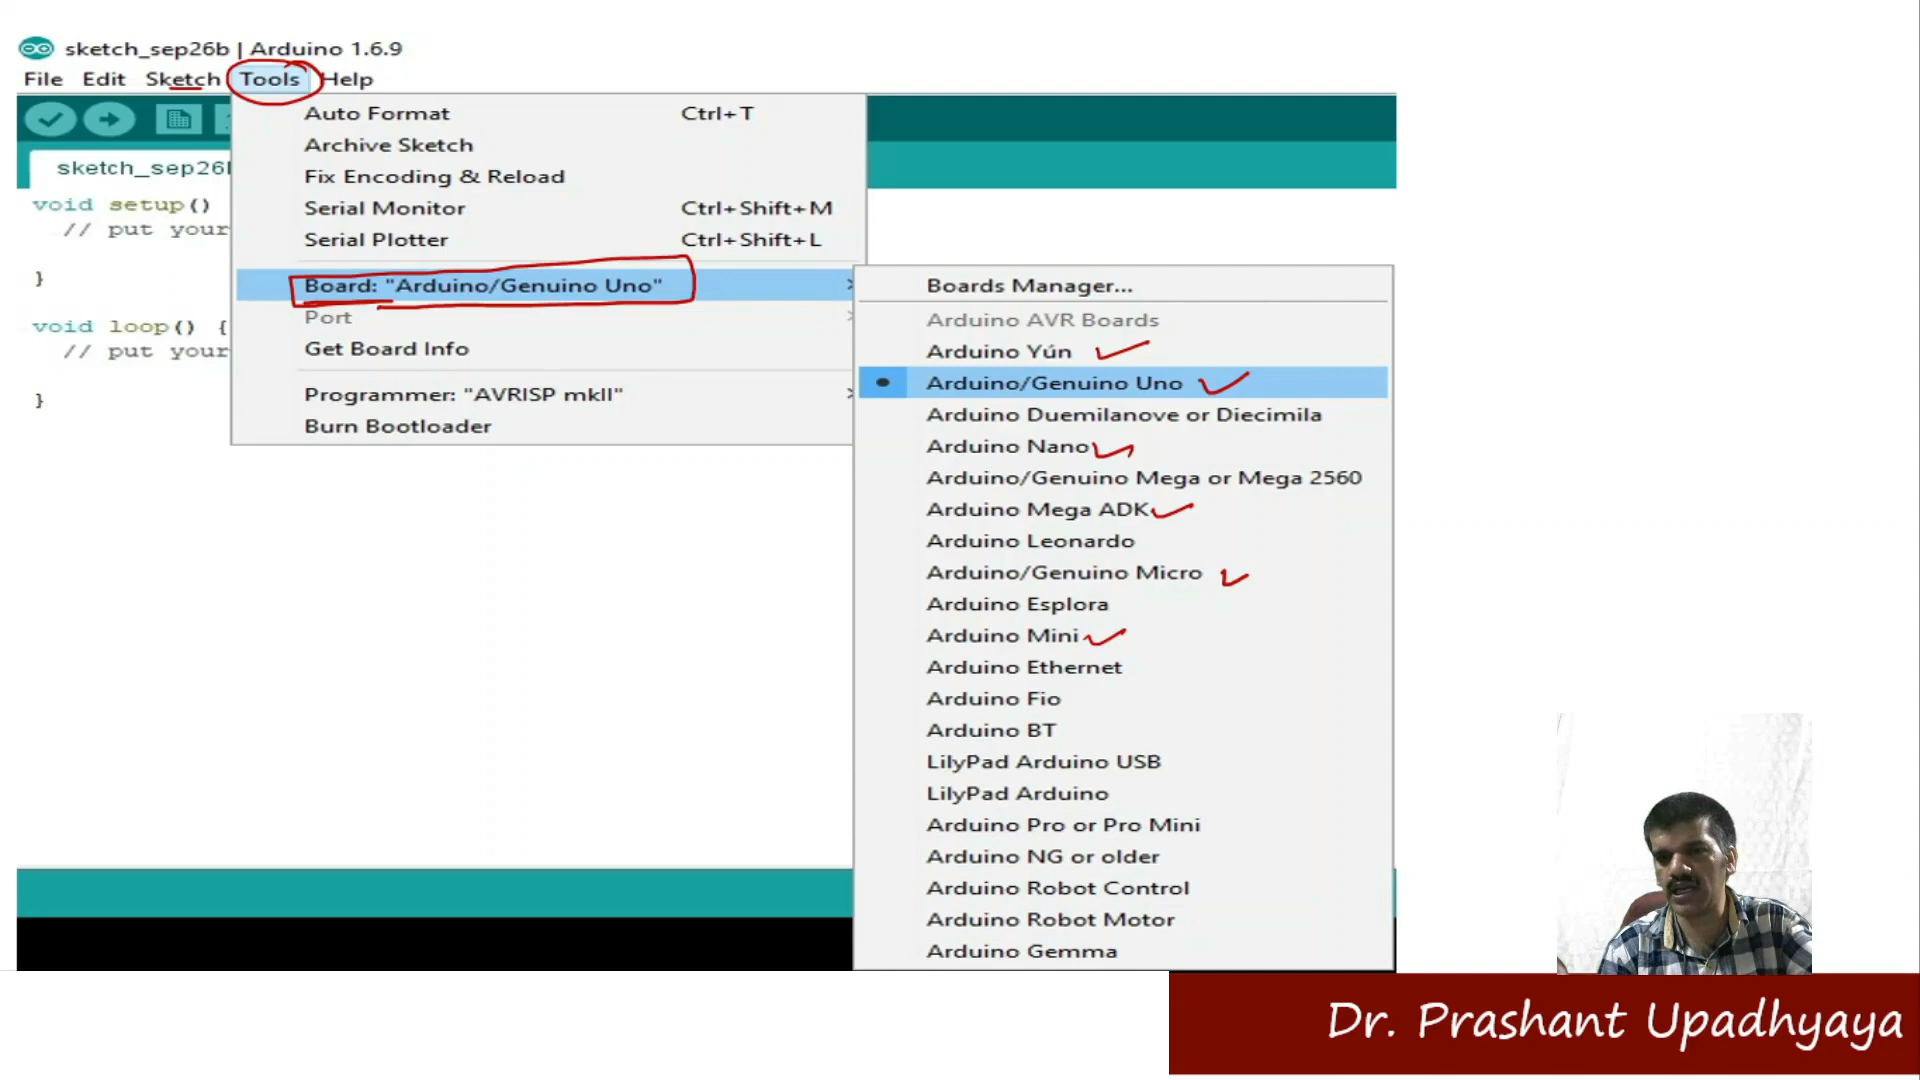 sketch_sep26b | Arduino 1.6.9
File Edit Sketch Tools Help
sketch_sep26
void setup()
// put your
}
void loop() {
// put your
}
Auto Format Ctrl+T
Archive Sketch
Fix Encoding & Reload
Serial Monitor Ctrl+Shift+M
Serial Plotter Ctrl+Shift+L
Board: "Arduino/Genuino Uno"
Port
Get Board Info
Programmer: "AVRISP mkII"
Burn Bootloader
Boards Manager...
Arduino AVR Boards
Arduino Yún
Arduino/Genuino Uno
Arduino Duemilanove or Diecimila
Arduino Nano
Arduino/Genuino Mega or Mega 2560
Arduino Mega ADK
Arduino Leonardo
Arduino/Genuino Micro
Arduino Esplora
Arduino Mini
Arduino Ethernet
Arduino Fio
Arduino BT
LilyPad Arduino USB
LilyPad Arduino
Arduino Pro or Pro Mini
Arduino NG or older
Arduino Robot Control
Arduino Robot Motor
Arduino Gemma
Dr. Prashant Upadhyaya